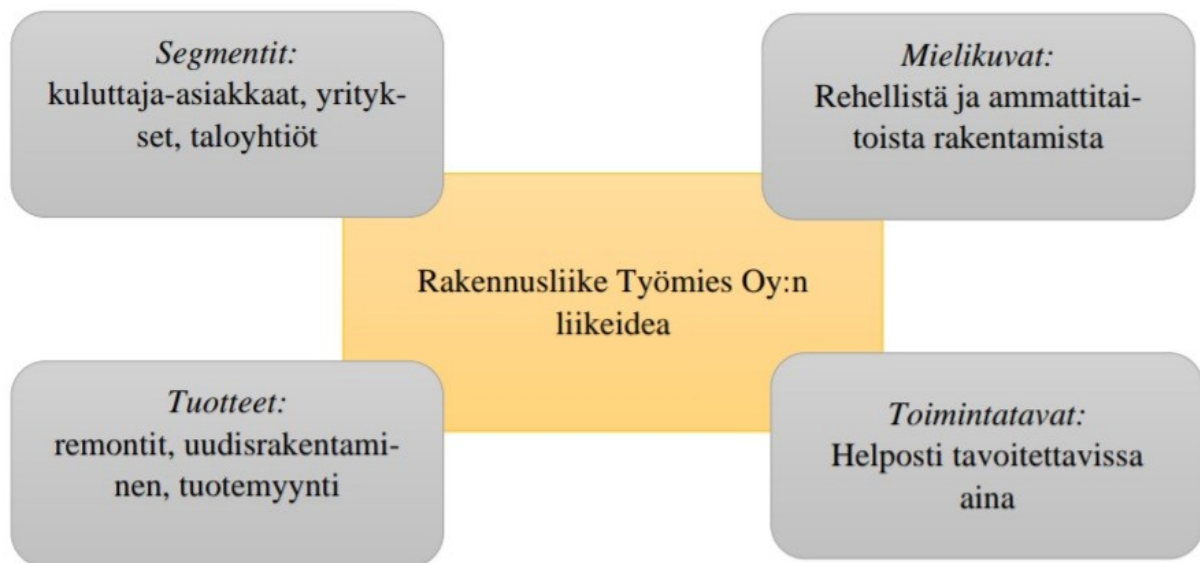 Segmentit:
kuluttaja-asiakkaat, yrityk-
set, taloyhtiöt
Mielikuvat:
Rehellistä ja ammattitai-
toista rakentamista
Rakennusliike Työmies Oy:n
liikeidea
Tuotteet:
remontit, uudisrakentami-
nen, tuotemyynti
Toimintatavat:
Helposti tavoitettavissa
aina